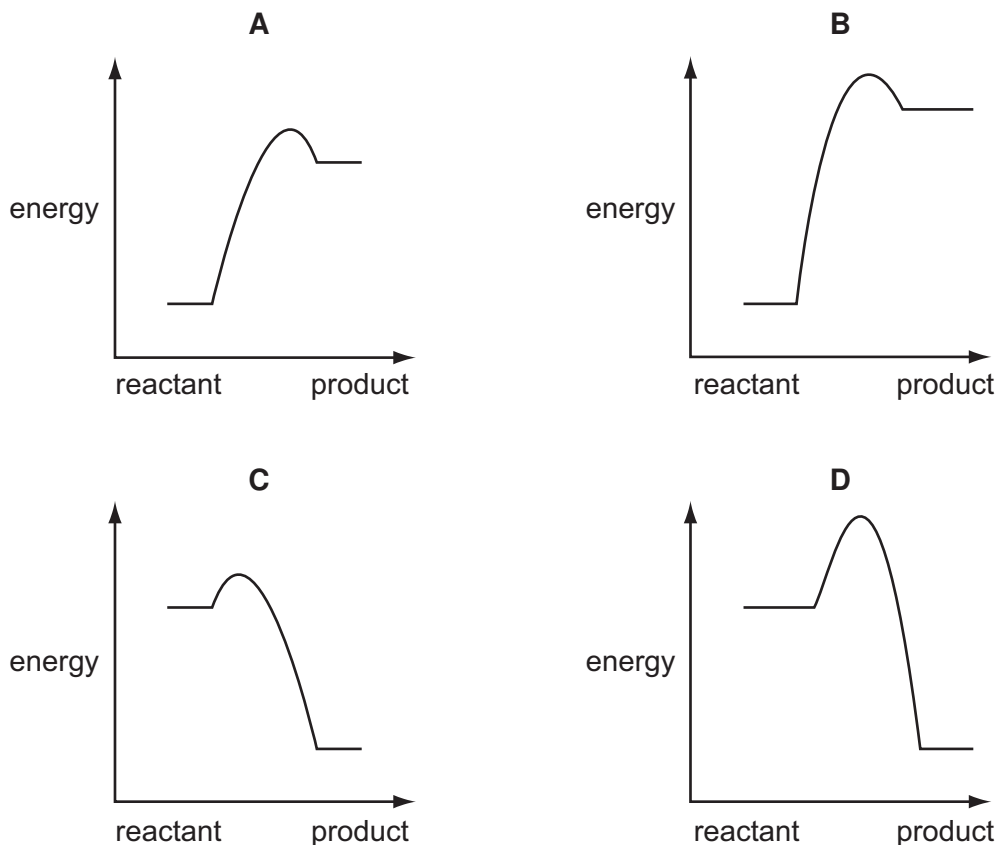 A
energy
reactant product
B
energy
reactant product
C
energy
reactant product
D
energy
reactant product